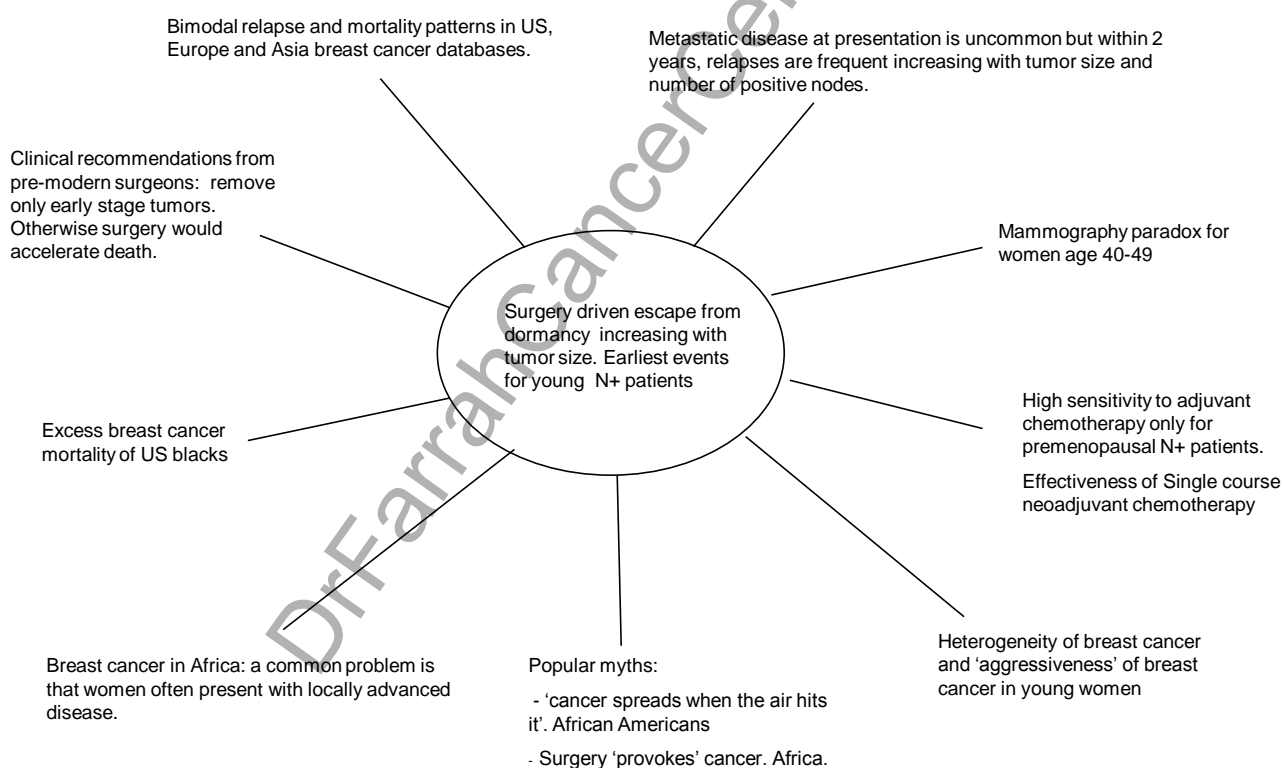 Bimodal relapse and mortality patterns in US,
Europe and Asia breast cancer databases.
Metastatic disease at presentation is uncommon but within 2
years, relapses are frequent increasing with tumor size and
number of positive nodes.
Clinical recommendations from
pre-modern surgeons: remove
only early stage tumors.
Otherwise surgery would
accelerate death.
Mammography paradox for
women age 40-49
Surgery driven escape from
dormancy increasing with
tumor size. Earliest events
for young N+ patients
Excess breast cancer
mortality of US blacks
High sensitivity to adjuvant
chemotherapy only for
premenopausal N+ patients.
Effectiveness of Single course
neoadjuvant chemotherapy
Breast cancer in Africa: a common problem is
that women often present with locally advanced
disease.
Popular myths:
- 'cancer spreads when the air hits
it'. African Americans
- Surgery 'provokes' cancer. Africa.
Heterogeneity of breast cancer
and 'aggressiveness' of breast
cancer in young women
DrFarrahCancerCe